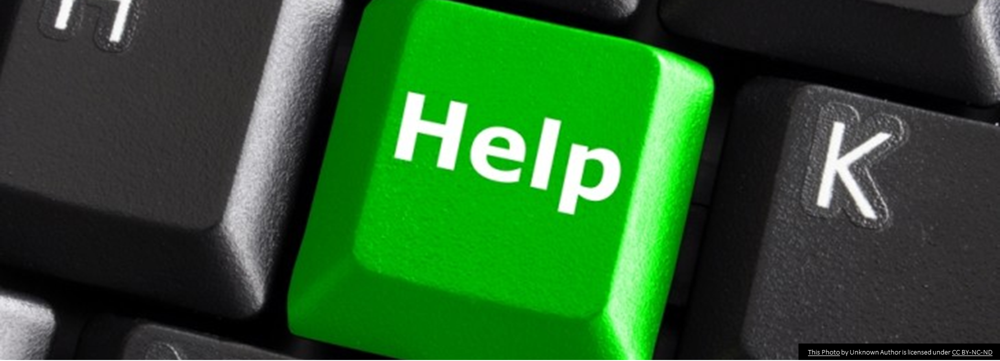 H
Help
K
This Photo by Unknown Author is licensed under CC BY-NC-ND